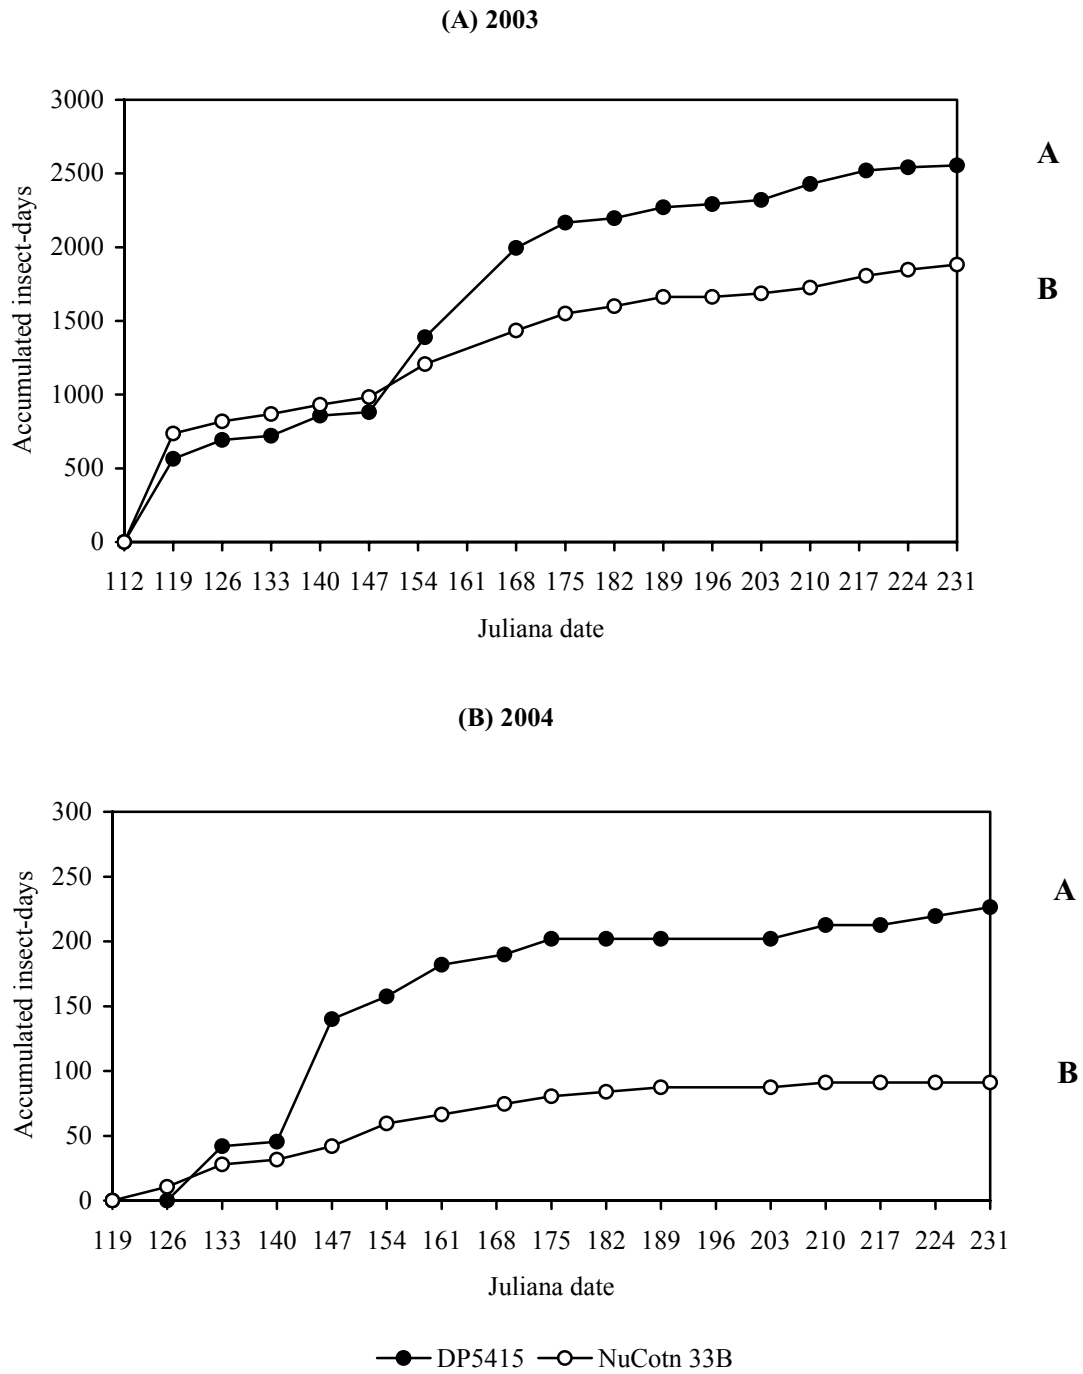 (A) 2003
3000
2500
2000
1500
1000
500
0
Accumulated insect-days
A
B
112 119 126 133 140 147 154 161 168 175 182 189 196 203 210 217 224 231
Juliana date
(B) 2004
300
250
200
150
100
50
0
Accumulated insect-days
A
B
119 126 133 140 147 154 161 168 175 182 189 196 203 210 217 224 231
Juliana date
DP5415 NuCotn 33B